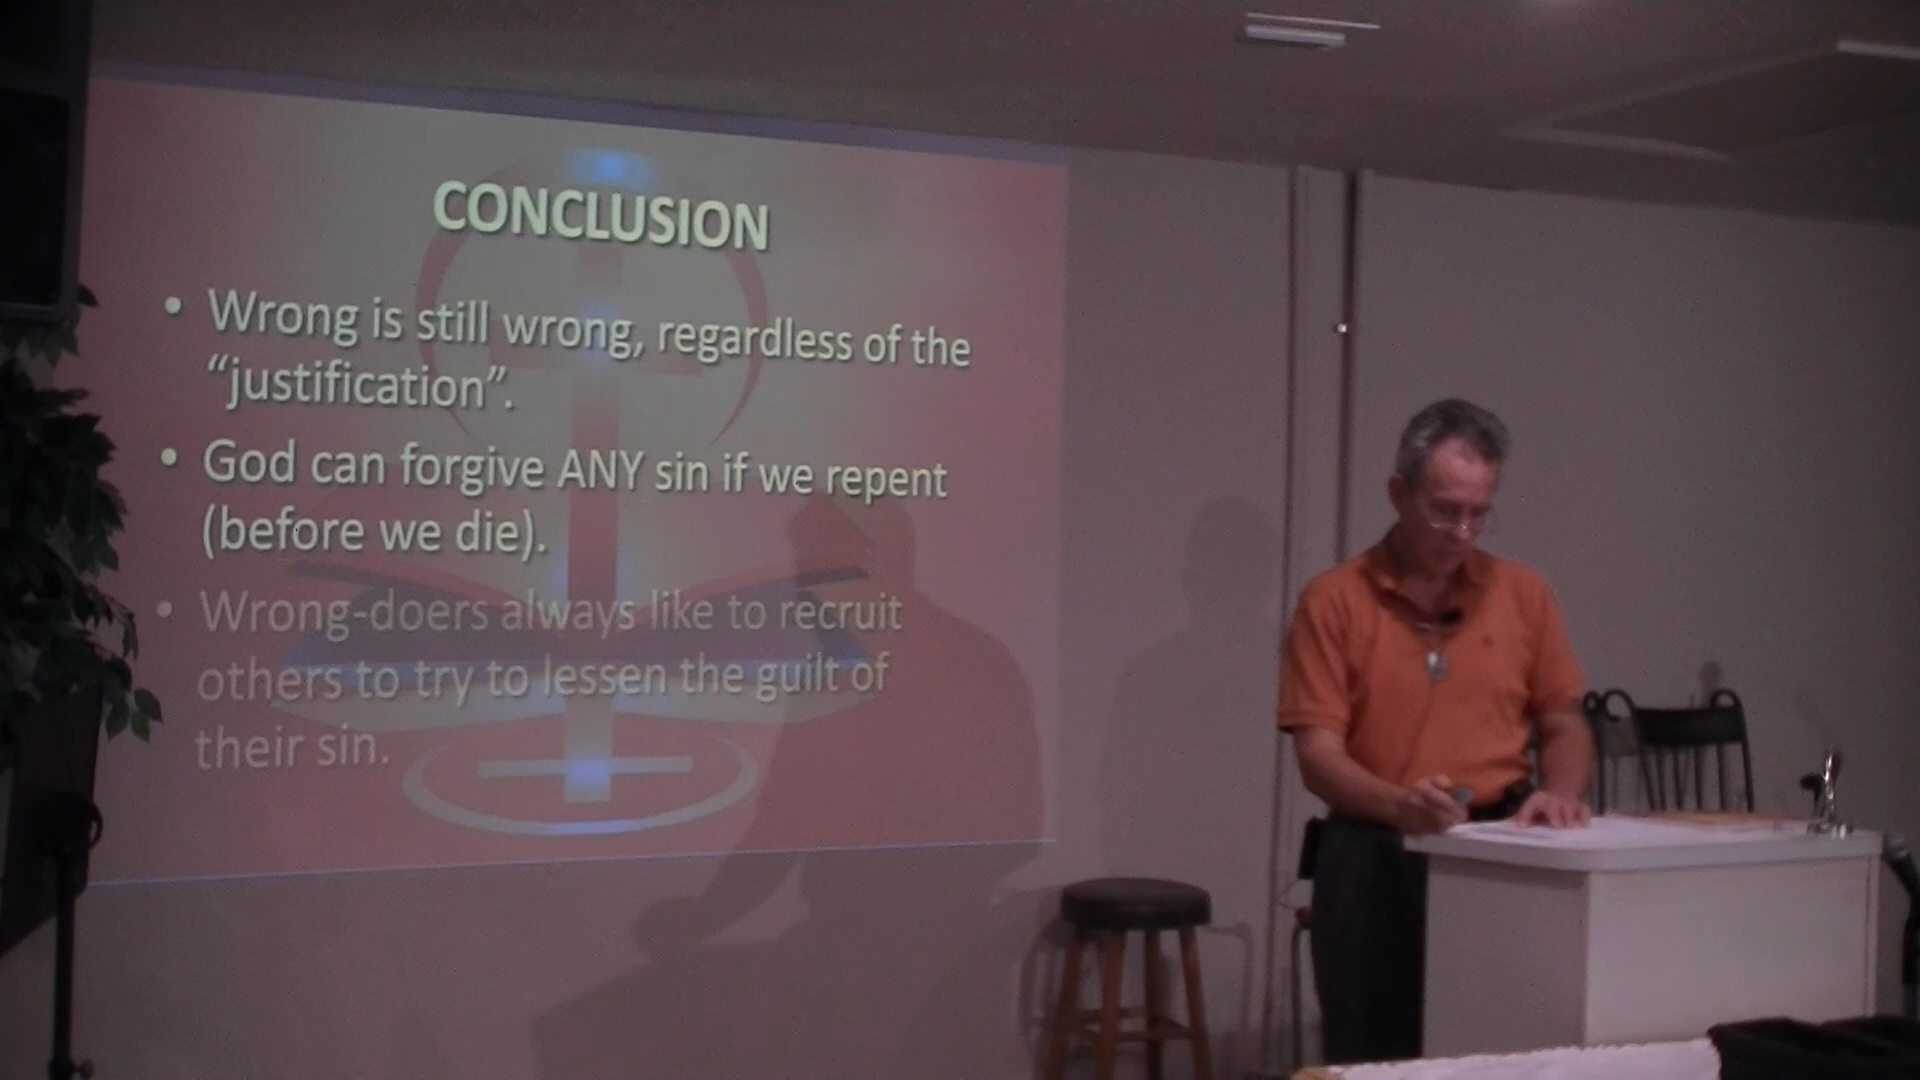 CONCLUSION
• Wrong is still wrong, regardless of the
“justification”.
• God can forgive ANY sin if we repent
(before we die).
• Wrong-doers always like to recruit
others to try to lessen the guilt of
their sin.